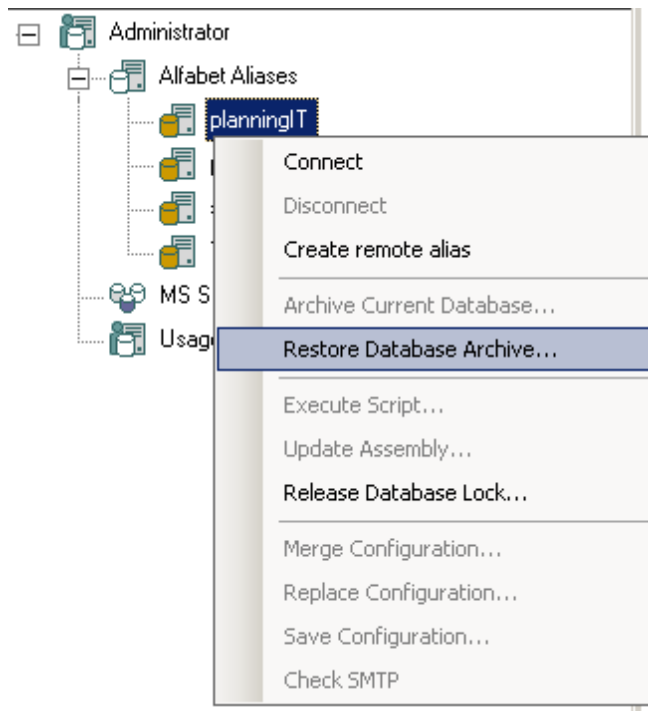 Administrator
Alfabet Aliases
planningIT
Connect
Disconnect
Create remote alias
MS S
Archive Current Database...
Usag
Restore Database Archive...
Execute Script...
Update Assembly...
Release Database Lock...
Merge Configuration...
Replace Configuration...
Save Configuration...
Check SMTP